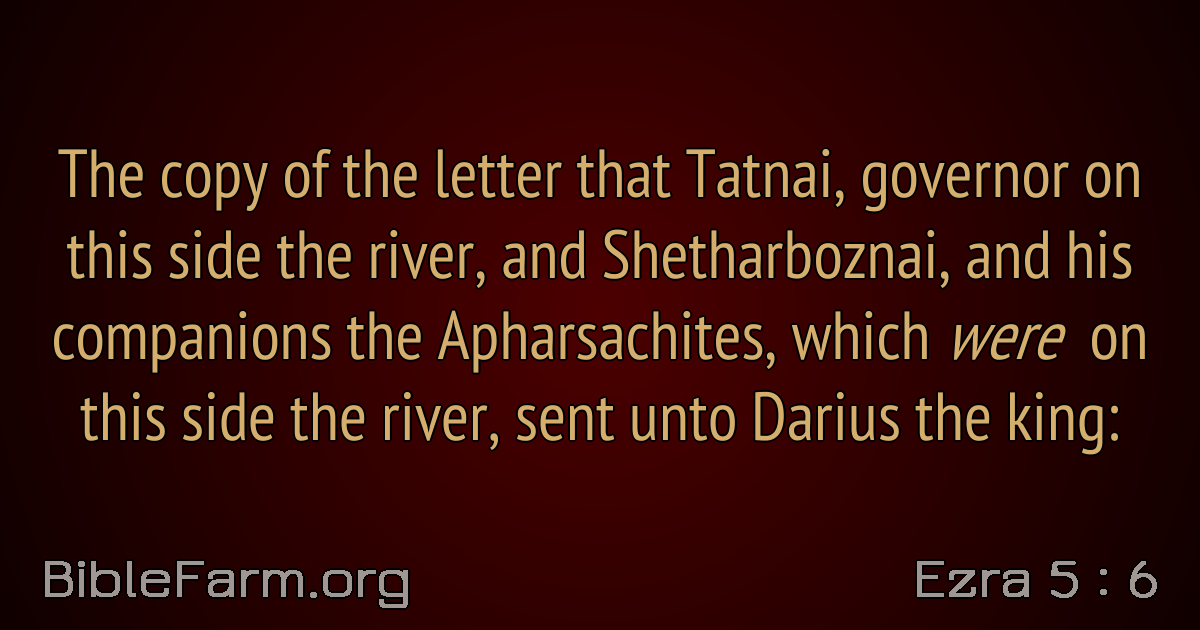 The copy of the letter that Tatnai, governor on
this side the river, and Shetharboznai, and his
companions the Apharsachites, which were on
this side the river, sent unto Darius the king:
BibleFarm.org
Ezra 5 : 6